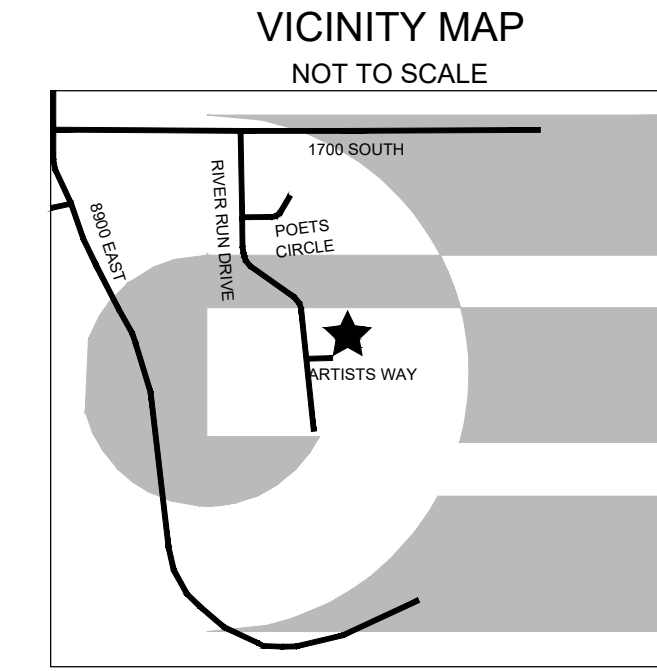 VICINITY MAP
NOT TO SCALE
1700 SOUTH
RIVER RUN DRIVE
8900 EAST
POETS
CIRCLE
ARTISTS WAY